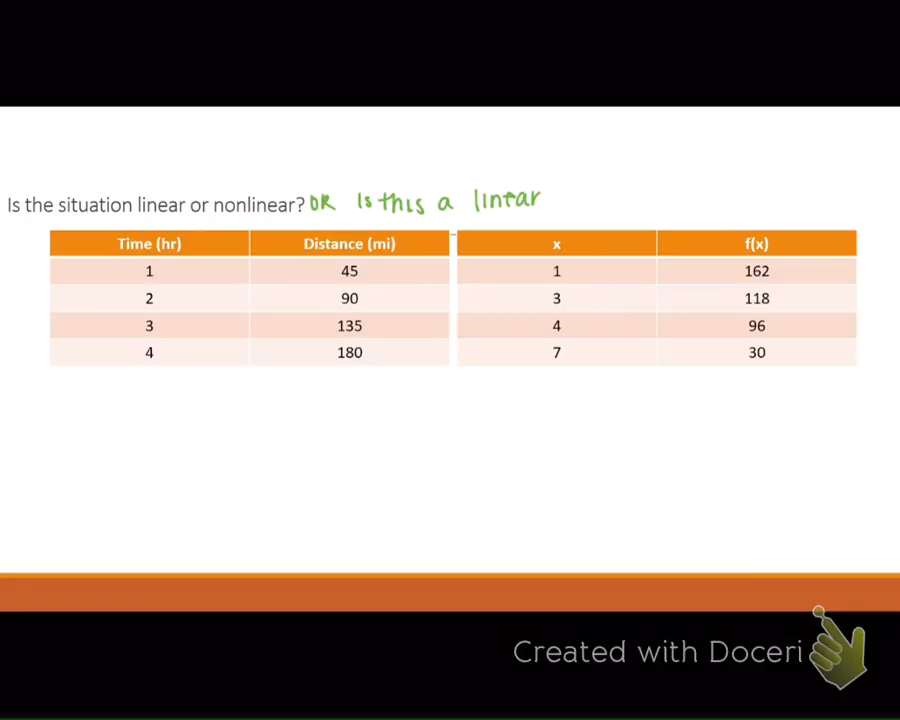 Is the situation linear or nonlinear? OR Is this a linear
Time (hr) Distance (mi) x f(x)
1 45 1 162
2 90 3 118
3 135 4 96
4 180 7 30
Created with Doceri